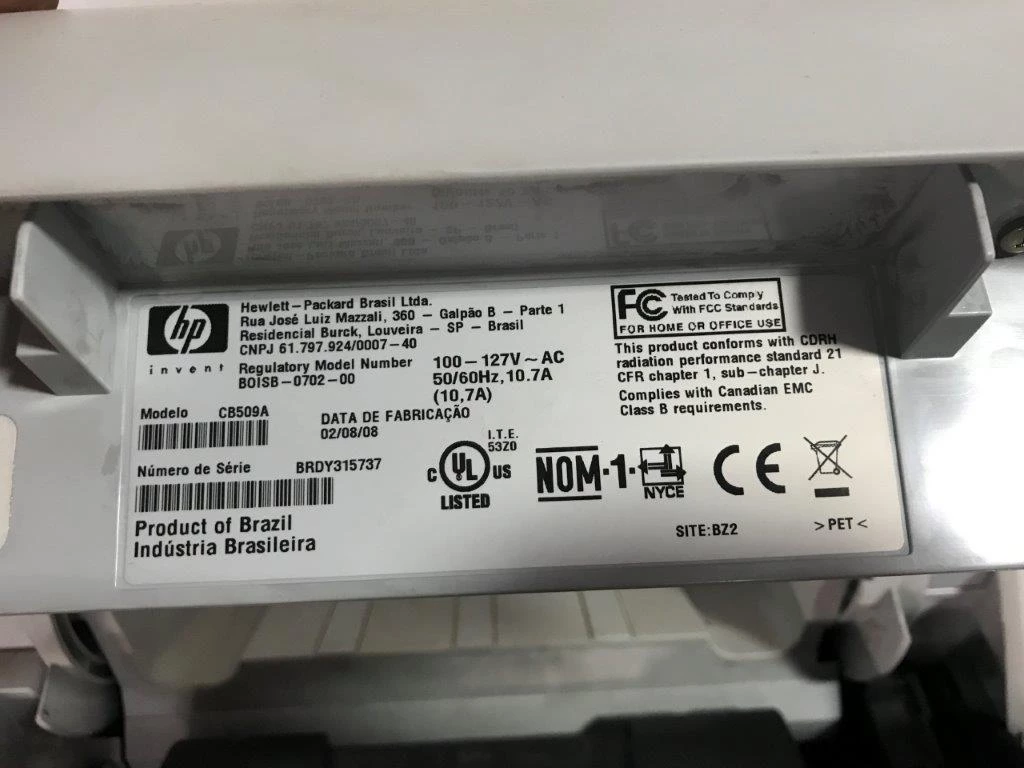 hp
invent
Hewlett-Packard Brasil Ltda.
Rua José Luiz Mazzali, 360 - Galpão B - Parte 1
Residencial Burck, Louveira - SP - Brasil
CNPJ 61.797.924/0007-40
Regulatory Model Number
BOISB-0702-00
100-127V ~ AC
50/60Hz, 10.7A
(10,7A)
FC Tested To Comply
With FCC Standards
FOR HOME OR OFFICE USE
This product conforms with CDRH
radiation performance standard 21
CFR chapter 1, sub-chapter J.
Complies with Canadian EMC
Class B requirements.
Modelo CB509A
DATA DE FABRICAÇÃO
02/08/08
Número de Série BRDY315737
Product of Brazil
Indústria Brasileira
I.T.E.
53Z0
C UL US
LISTED
NOM-1-
NYCE
CE
SITE:BZ2
>PET<